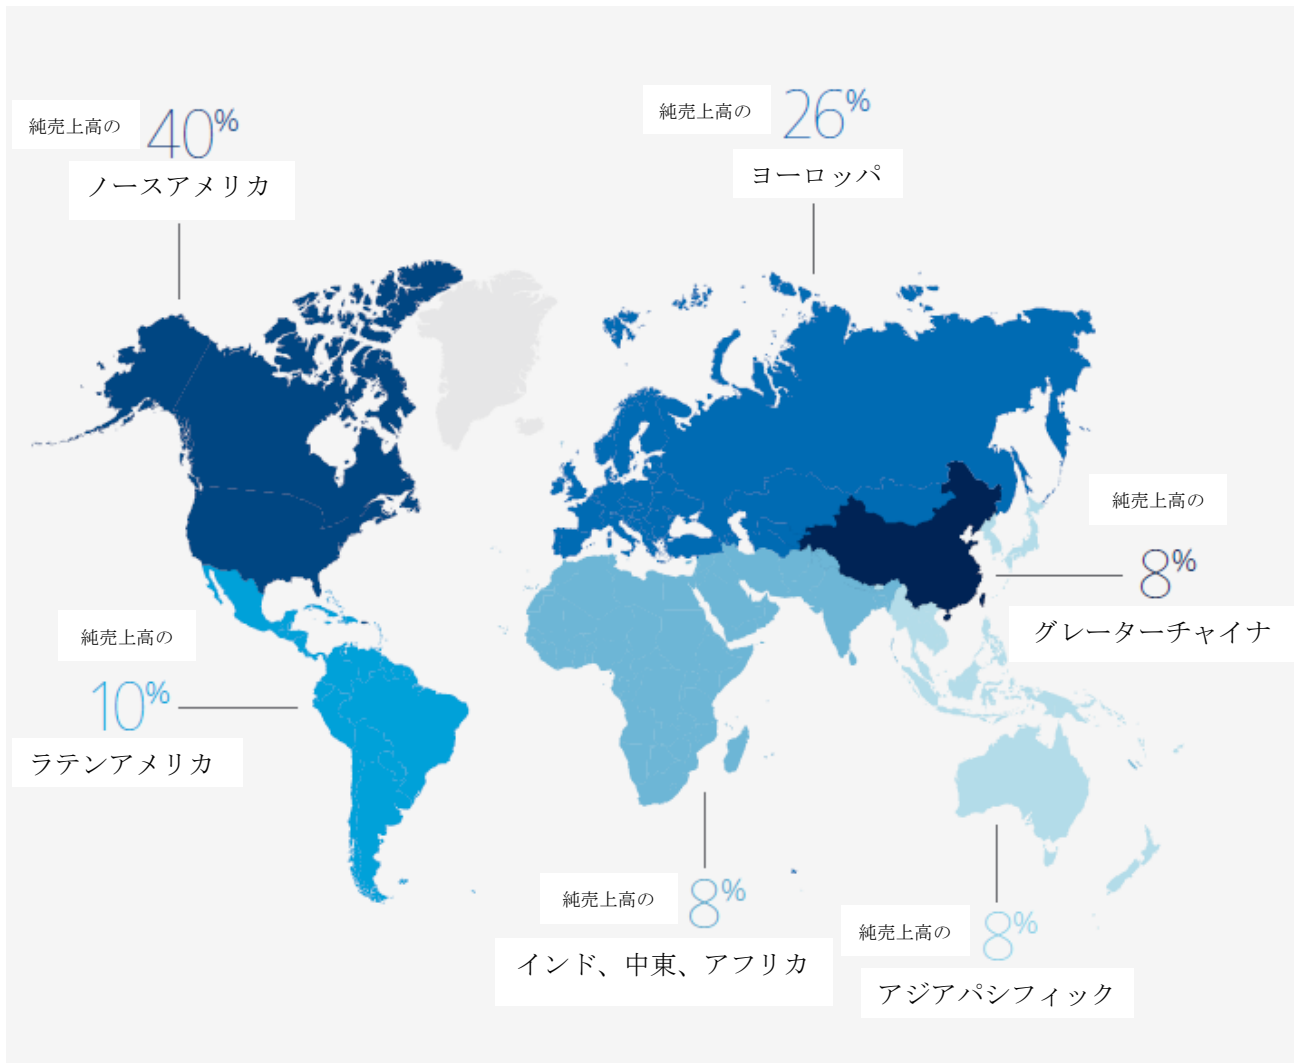 純売上高の 40%
ノースアメリカ
純売上高の 26%
ヨーロッパ
純売上高の
8%
グレーターチャイナ
純売上高の
10%
ラテンアメリカ
純売上高の 8%
インド、中東、アフリカ
純売上高の 8%
アジアパシフィック